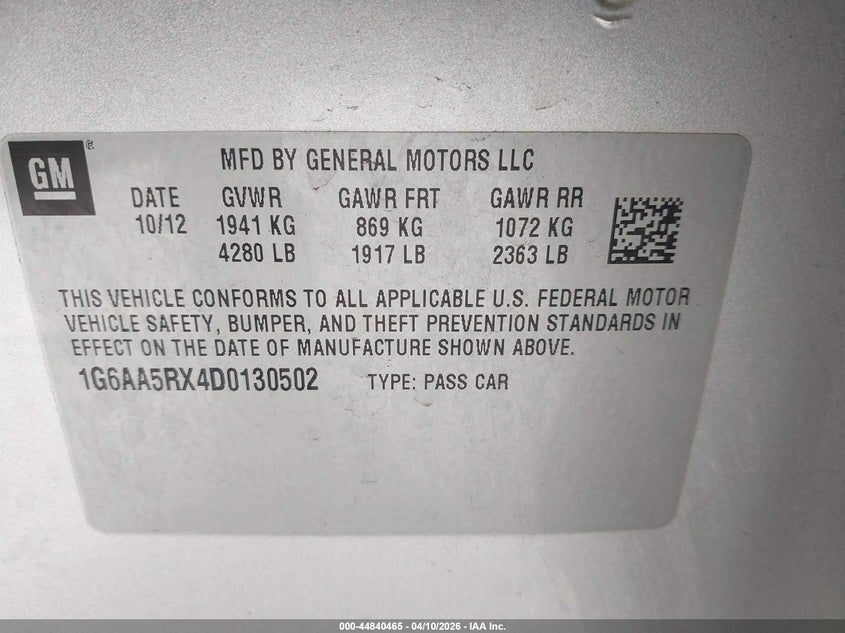 GM®
MFD BY GENERAL MOTORS LLC
DATE GVWR GAWR FRT GAWR RR
10/12 1941 KG 869 KG 1072 KG
4280 LB 1917 LB 2363 LB
THIS VEHICLE CONFORMS TO ALL APPLICABLE U.S. FEDERAL MOTOR
VEHICLE SAFETY, BUMPER, AND THEFT PREVENTION STANDARDS IN
EFFECT ON THE DATE OF MANUFACTURE SHOWN ABOVE.
1G6AA5RX4D0130502 TYPE: PASS CAR
000-44840465 - 04/10/2026 - IAA Inc.